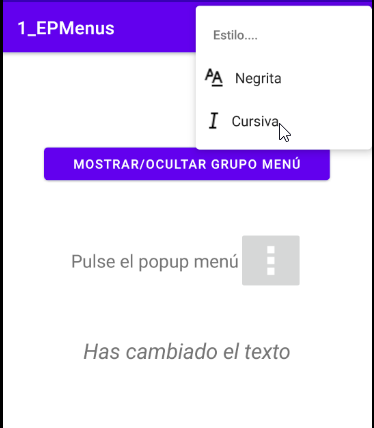 1_EPMenus
Estilo....
Negrita
Cursiva
MOSTRAR/OCULTAR GRUPO MENÚ
Pulse el popup menú
Has cambiado el texto